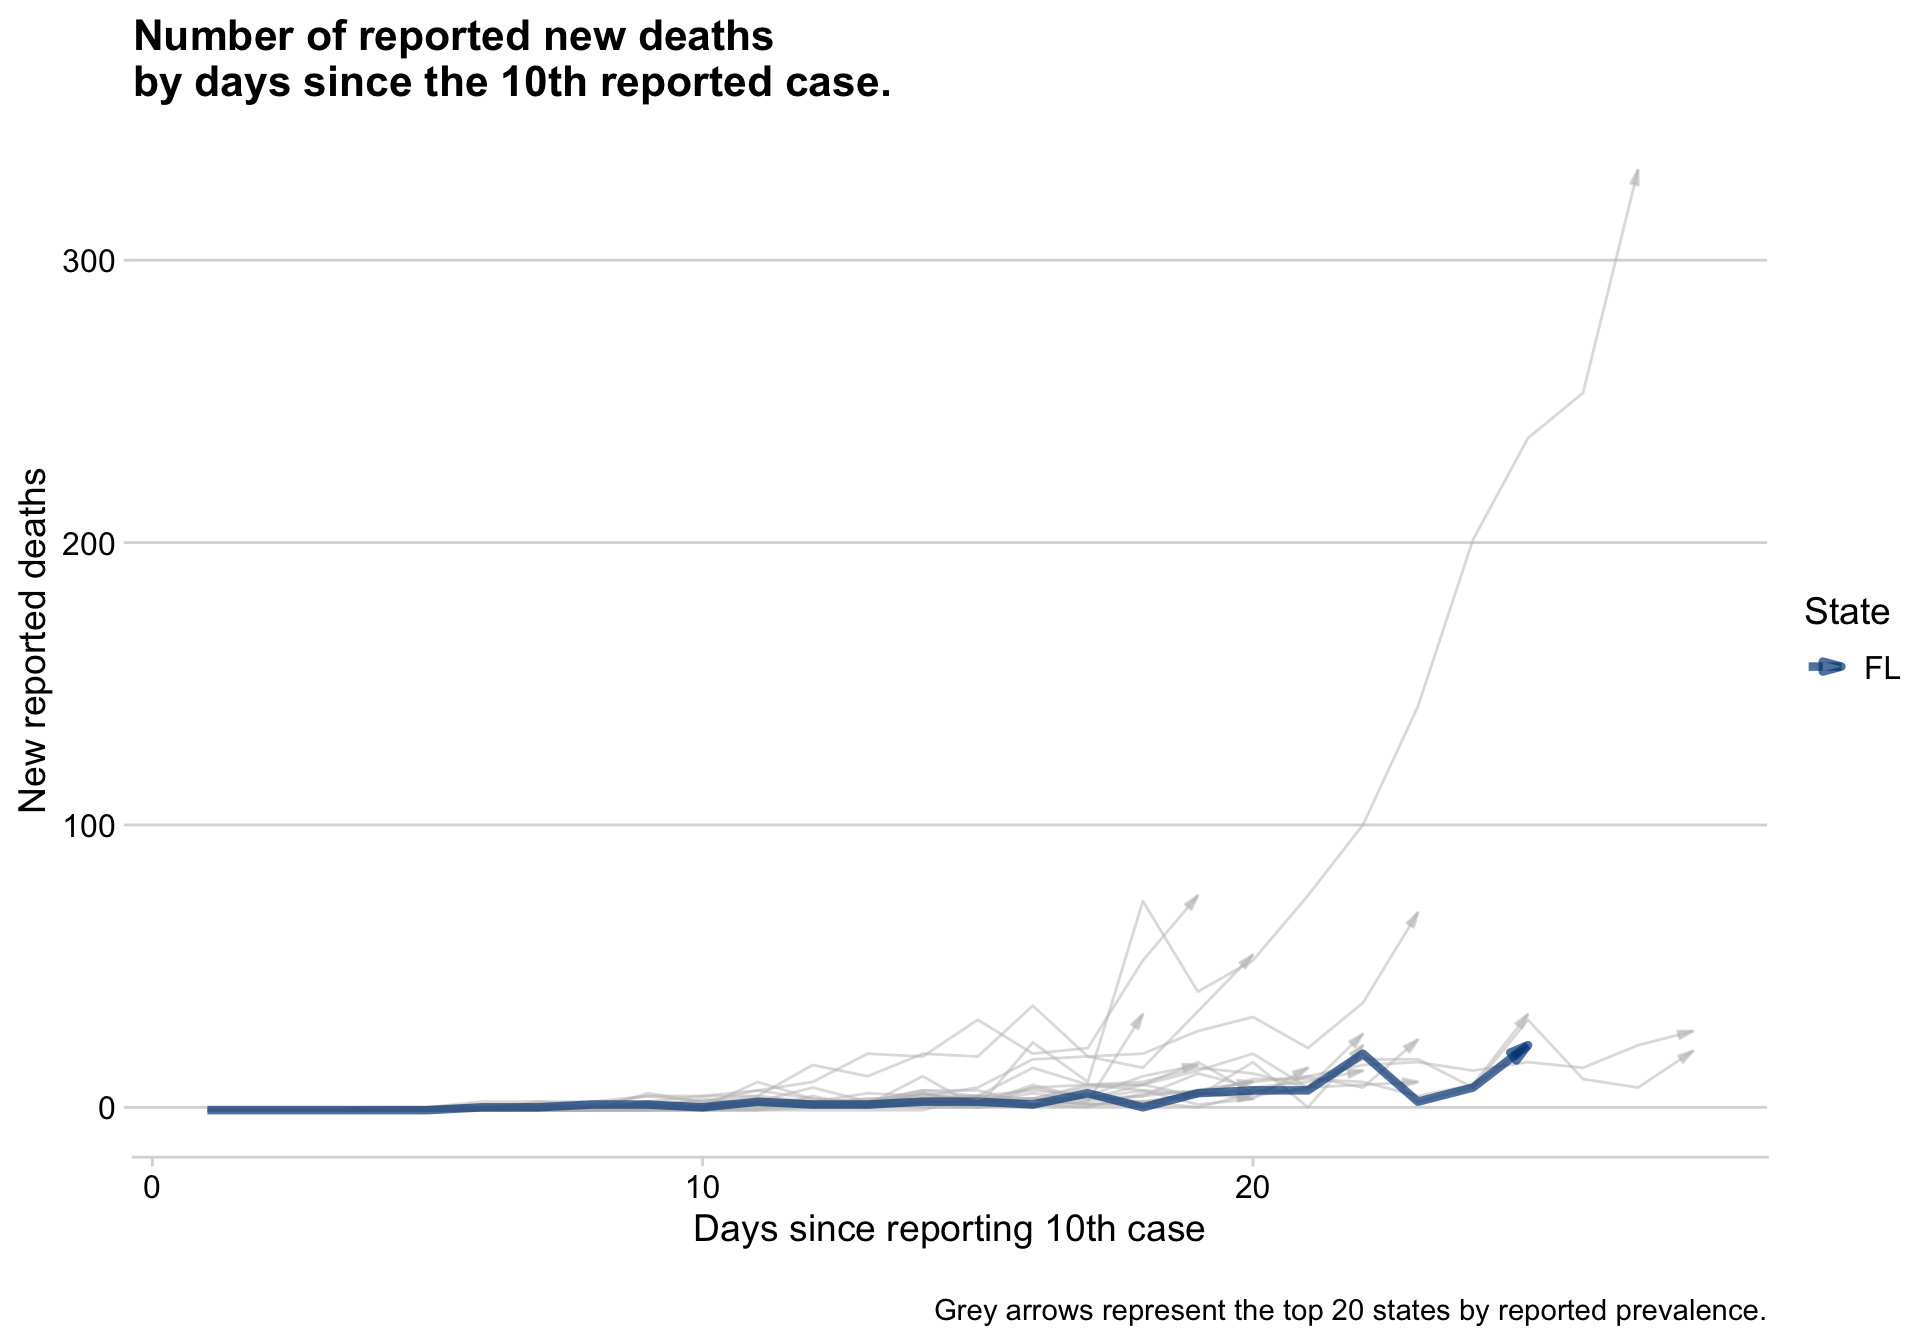 Number of reported new deaths
by days since the 10th reported case.
New reported deaths
300
200
100
0
0
10
20
Days since reporting 10th case
State
FL
Grey arrows represent the top 20 states by reported prevalence.